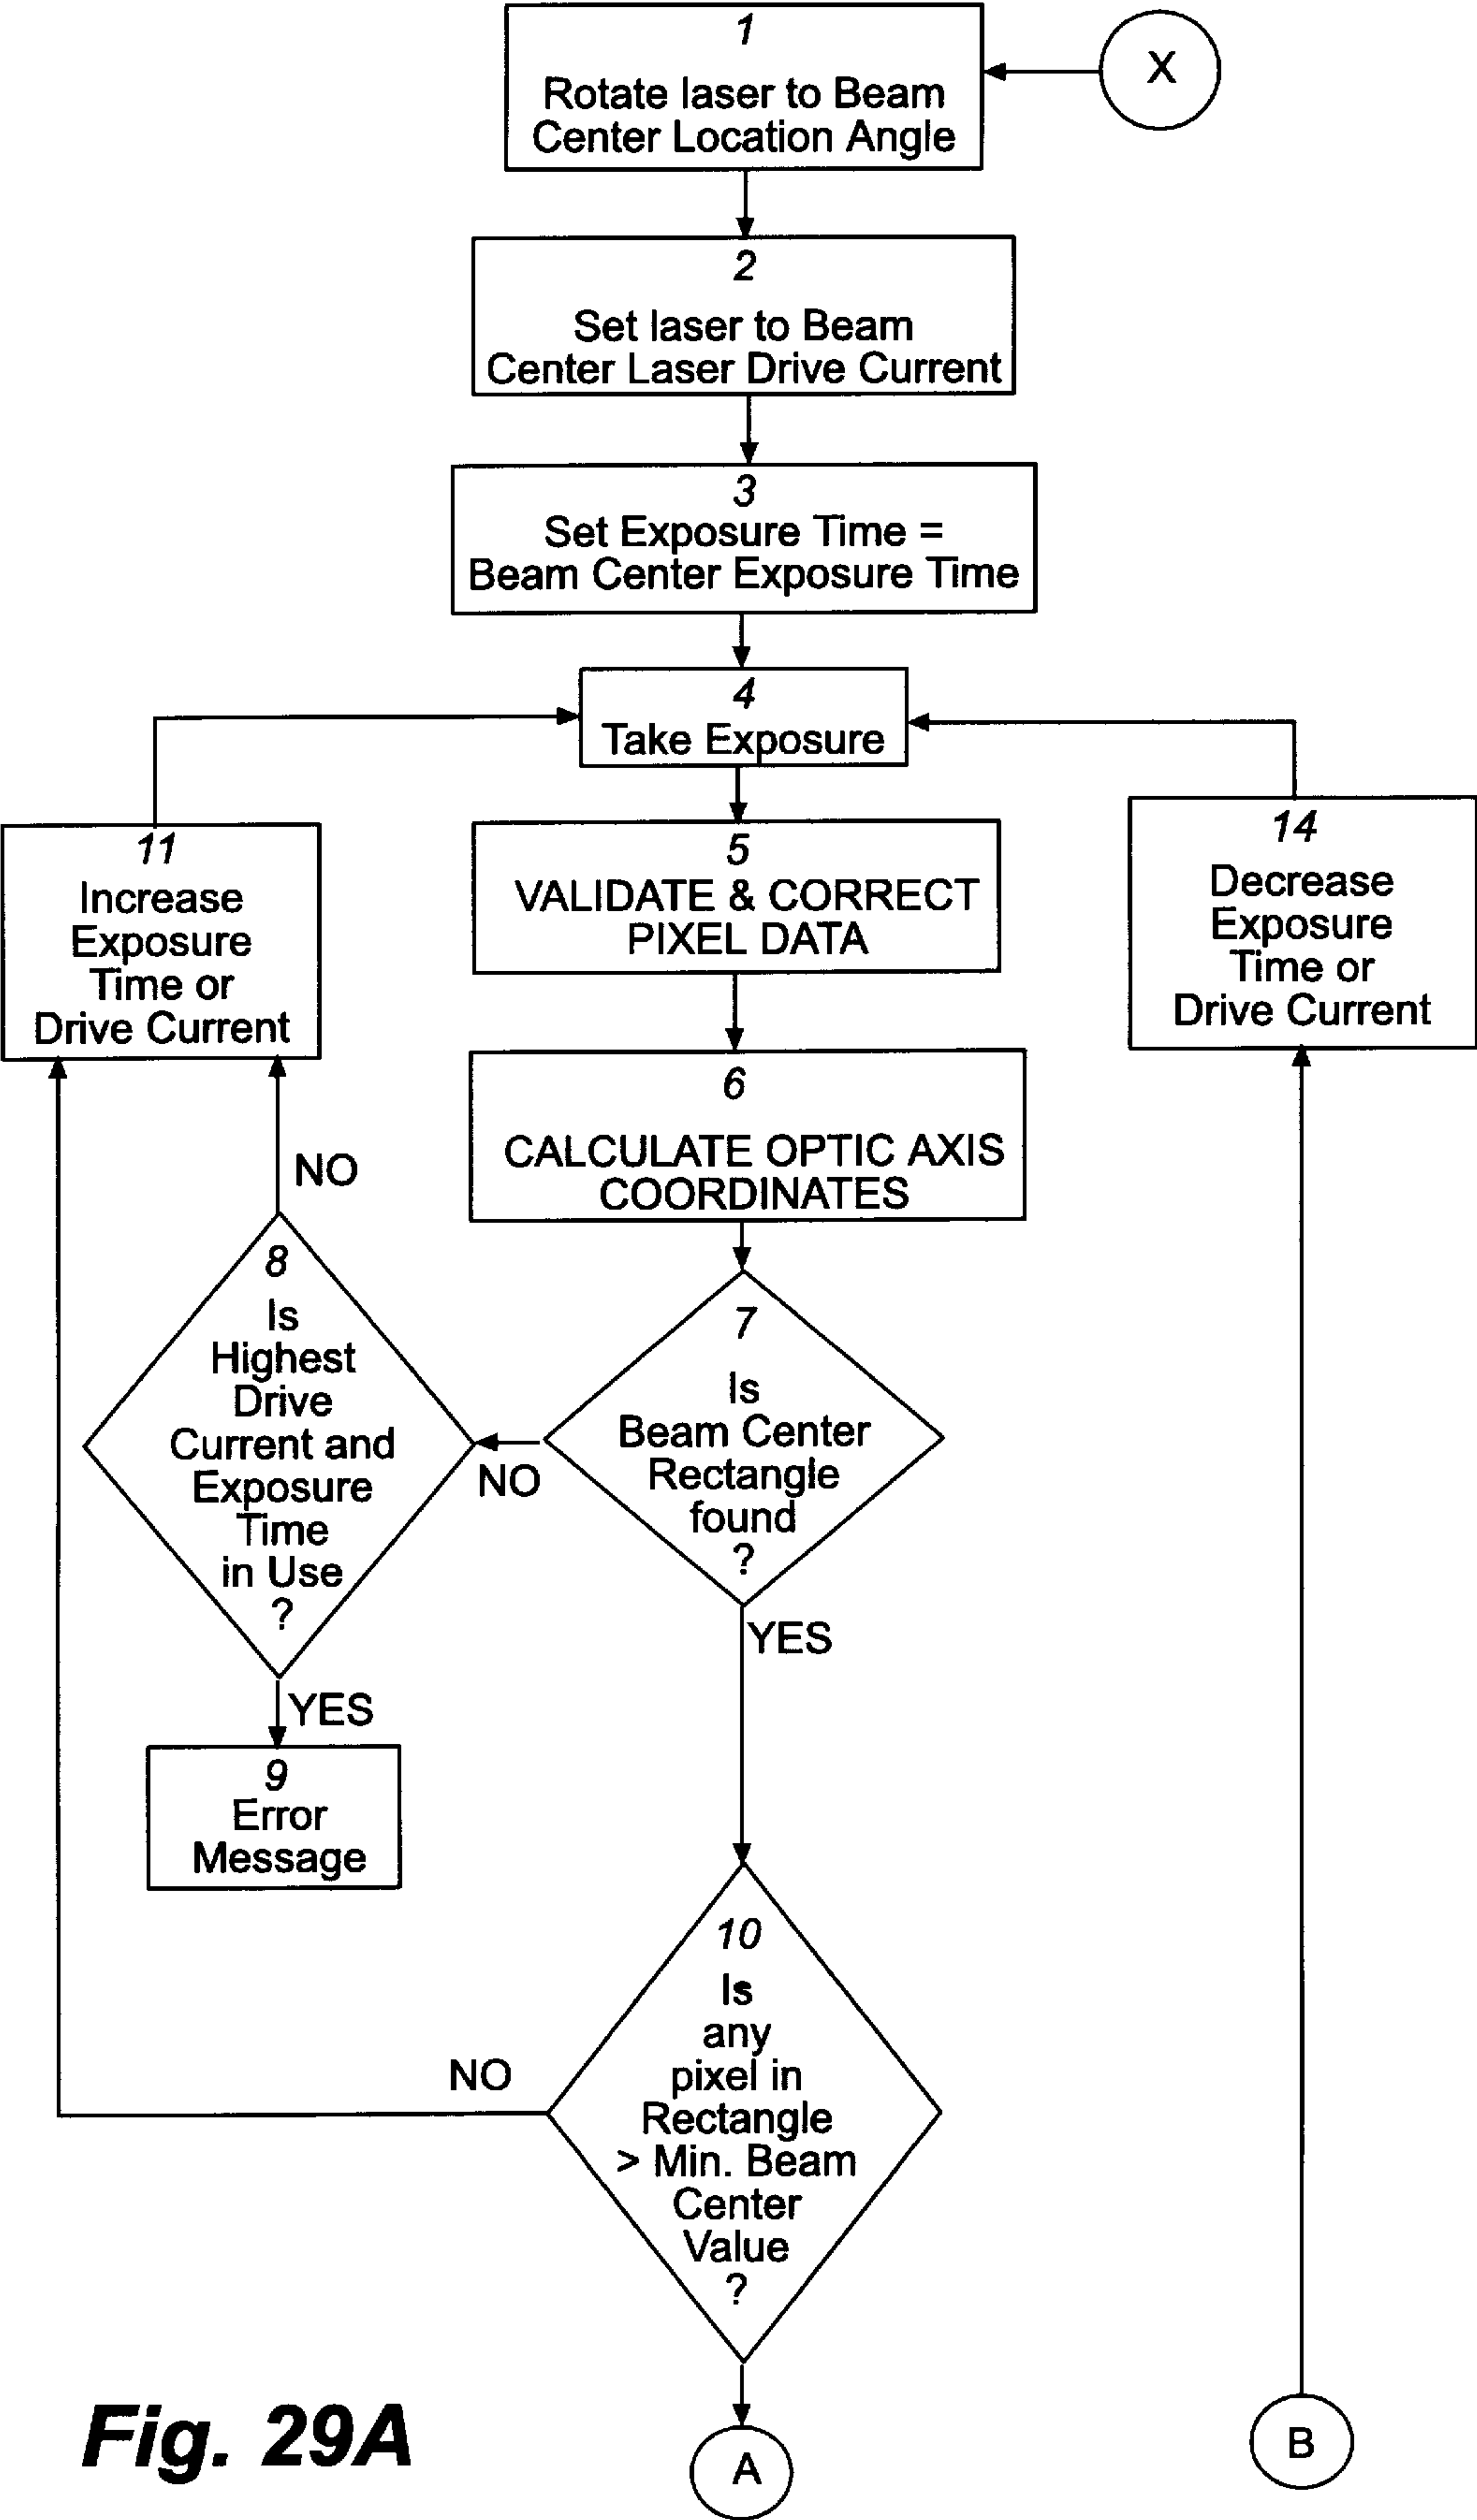 1
Rotate laser to Beam
Center Location Angle
X
2
Set laser to Beam
Center Laser Drive Current
3
Set Exposure Time =
Beam Center Exposure Time
4
Take Exposure
11
Increase
Exposure
Time or
Drive Current
5
VALIDATE & CORRECT
PIXEL DATA
14
Decrease
Exposure
Time or
Drive Current
6
CALCULATE OPTIC AXIS
COORDINATES
NO
8
Is
Highest
Drive
Current and
Exposure
Time
in Use
?
NO
7
Is
Beam Center
Rectangle
found
?
YES
YES
9
Error
Message
10
Is
any
pixel in
Rectangle
> Min. Beam
Center
Value
?
NO
A
B
Fig. 29A